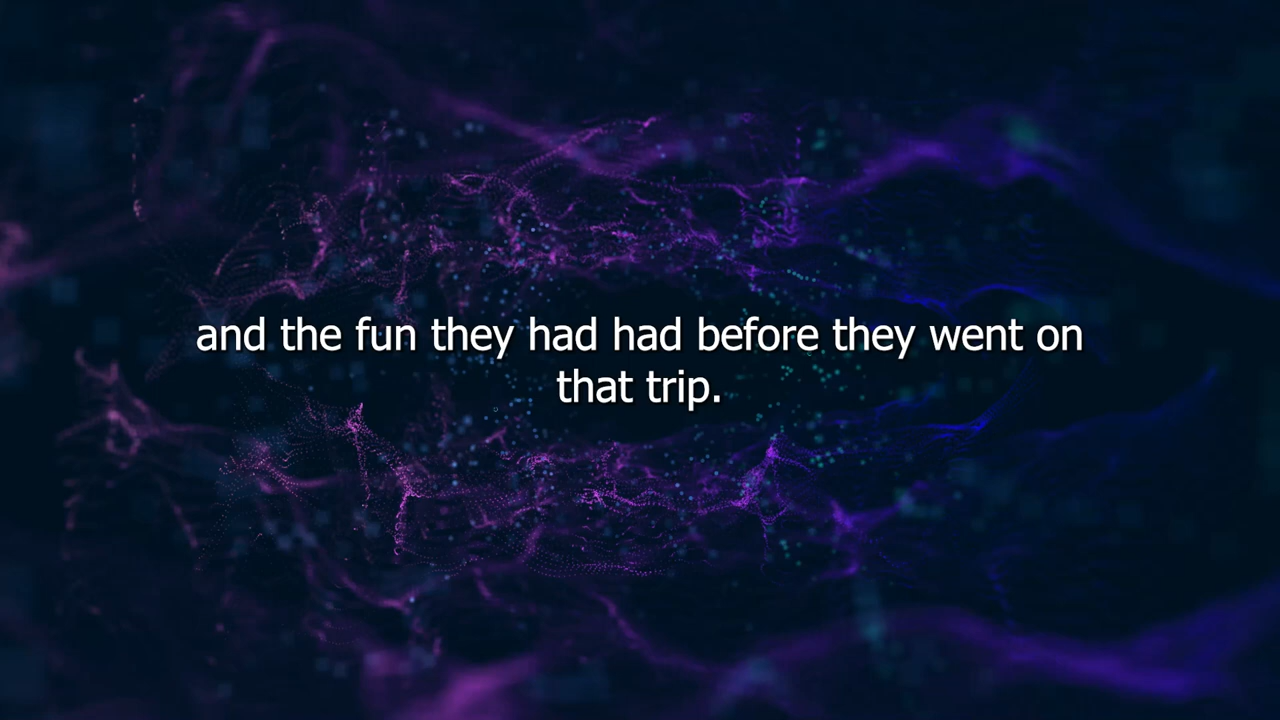 and the fun they had had before they went on
that trip.